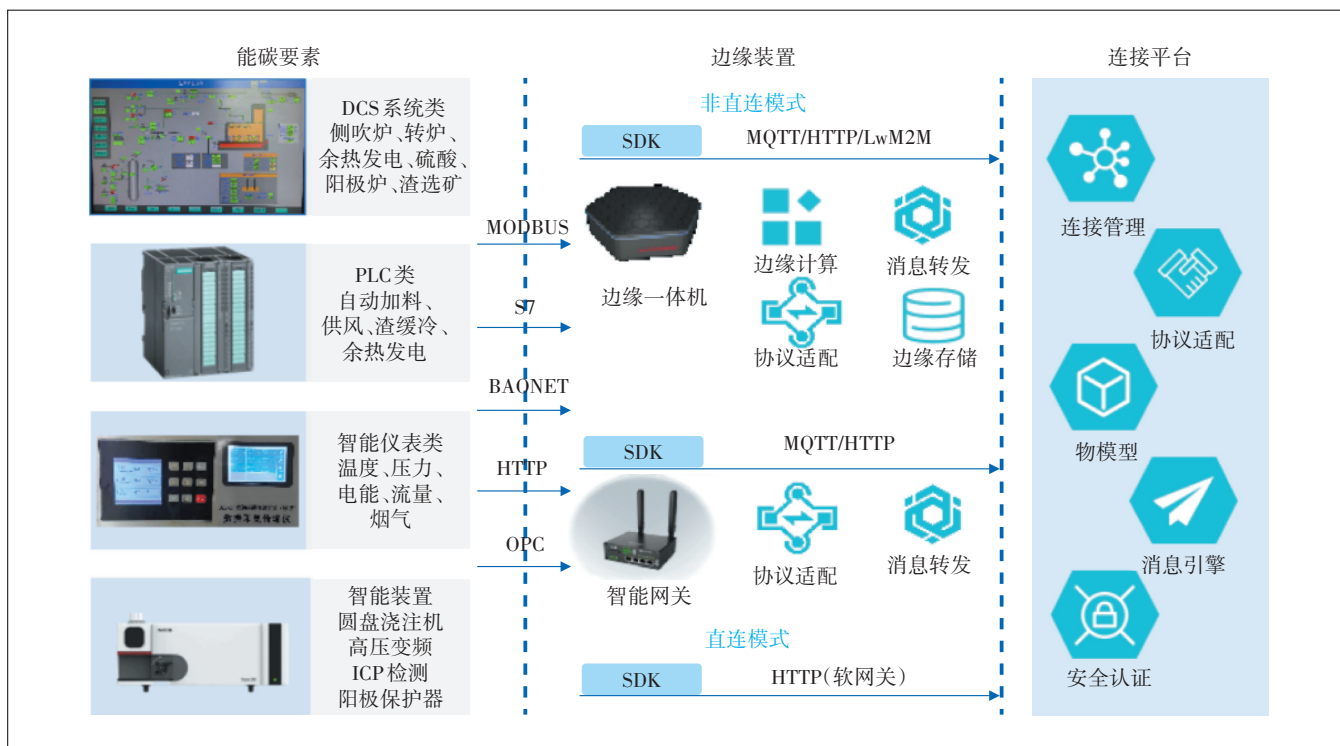 能碳要素
DCS系统类
侧吹炉、转炉、
余热发电、硫酸、
阳极炉、渣选矿
PLC类
自动加料、
供风、渣缓冷、
余热发电
智能仪表类
温度、压力、
电能、流量、
烟气
智能装置
圆盘浇注机
高压变频
ICP检测
阳极保护器
MODBUS
S7
BAQNET
HTTP
OPC
边缘装置
非直连模式
SDK
MQTT/HTTP/LwM2M
边缘一体机
边缘计算
消息转发
协议适配
边缘存储
SDK
MQTT/HTTP
智能网关
协议适配
消息转发
直连模式
SDK
HTTP(软网关)
连接平台
连接管理
协议适配
物模型
消息引擎
安全认证